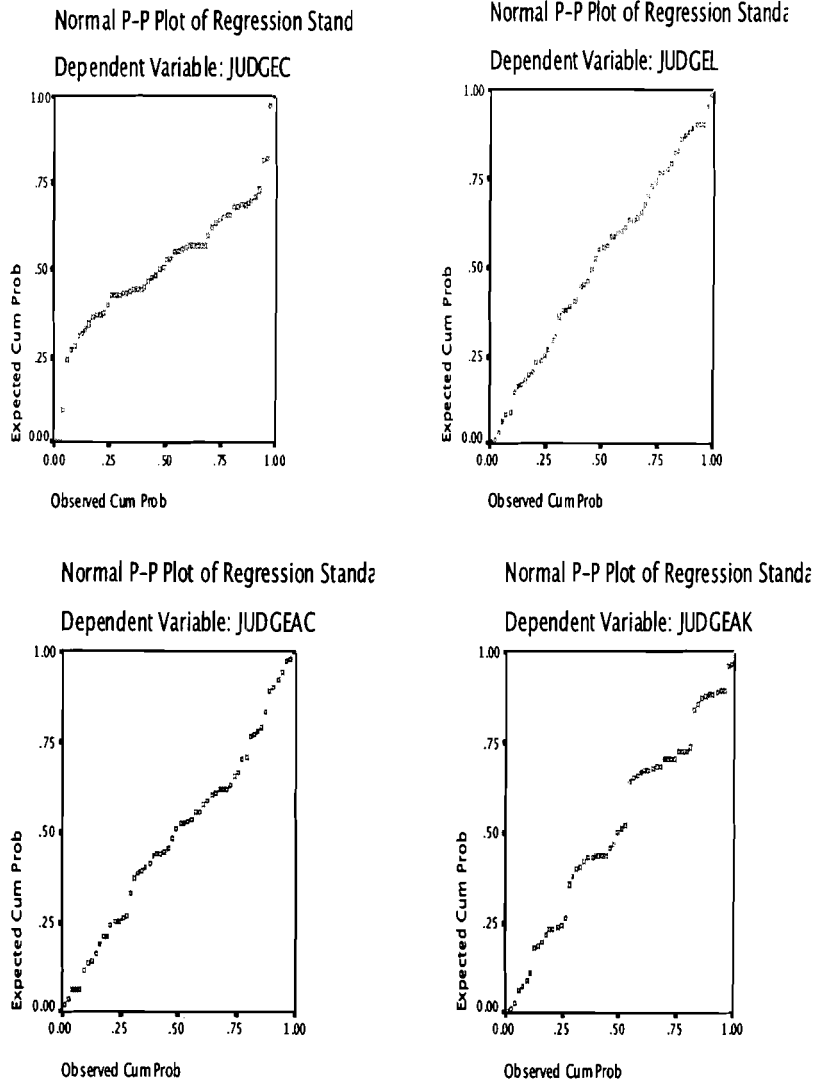 Normal P-P Plot of Regression Stand
Dependent Variable: JUDGEC
1.00
.75
.50
.25
0.00
Expected Cum Prob
0.00 .25 .50 .75 1.00
Observed Cum Prob
Normal P-P Plot of Regression Standa
Dependent Variable: JUDGEL
1.00
.75
.50
.25
0.00
Expected Cum Prob
0.00 .25 .50 .75 1.00
Observed Cum Prob
Normal P-P Plot of Regression Standa
Dependent Variable: JUDGEAC
1.00
.75
.50
.25
0.00
Expected Cum Prob
0.00 .25 .50 .75 1.00
Observed Cum Prob
Normal P-P Plot of Regression Standa
Dependent Variable: JUDGEAK
1.00
.75
.50
.25
0.00
Expected Cum Prob
0.00 .25 .50 .75 1.00
Observed Cum Prob